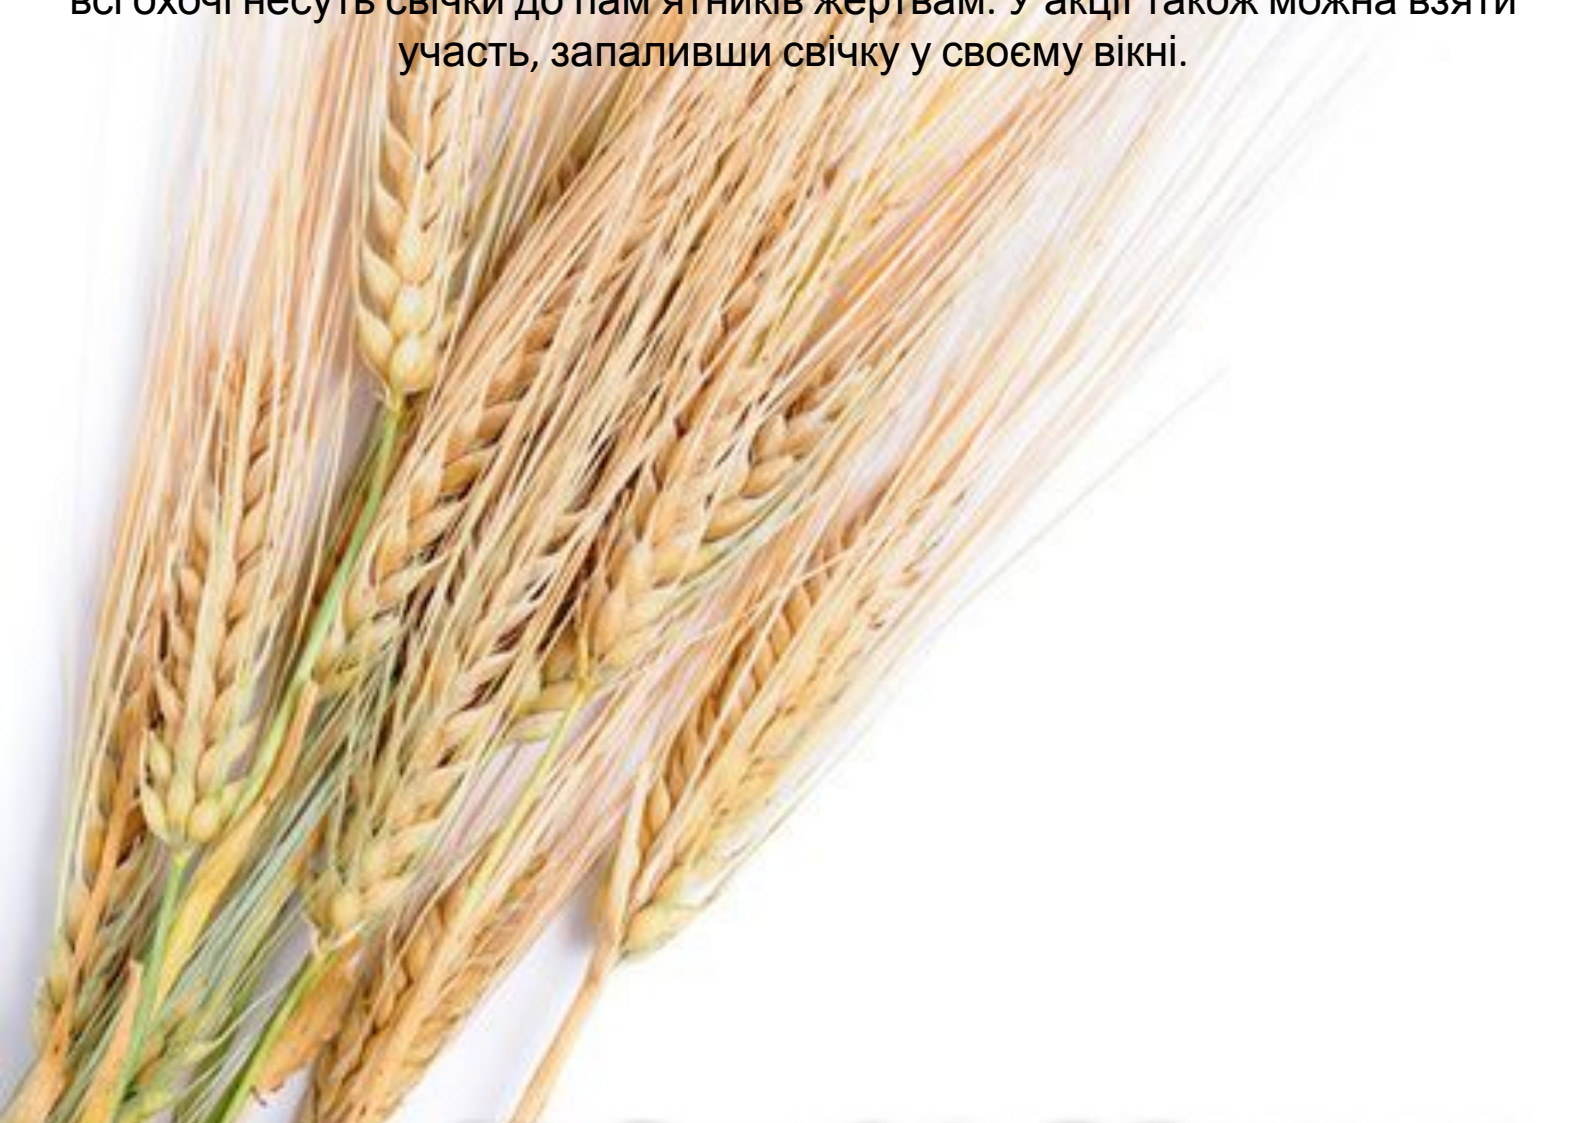 всі охочі несуть свічки до пам'ятників жертвам. У акції також можна взяти
участь, запаливши свічку у своєму вікні.